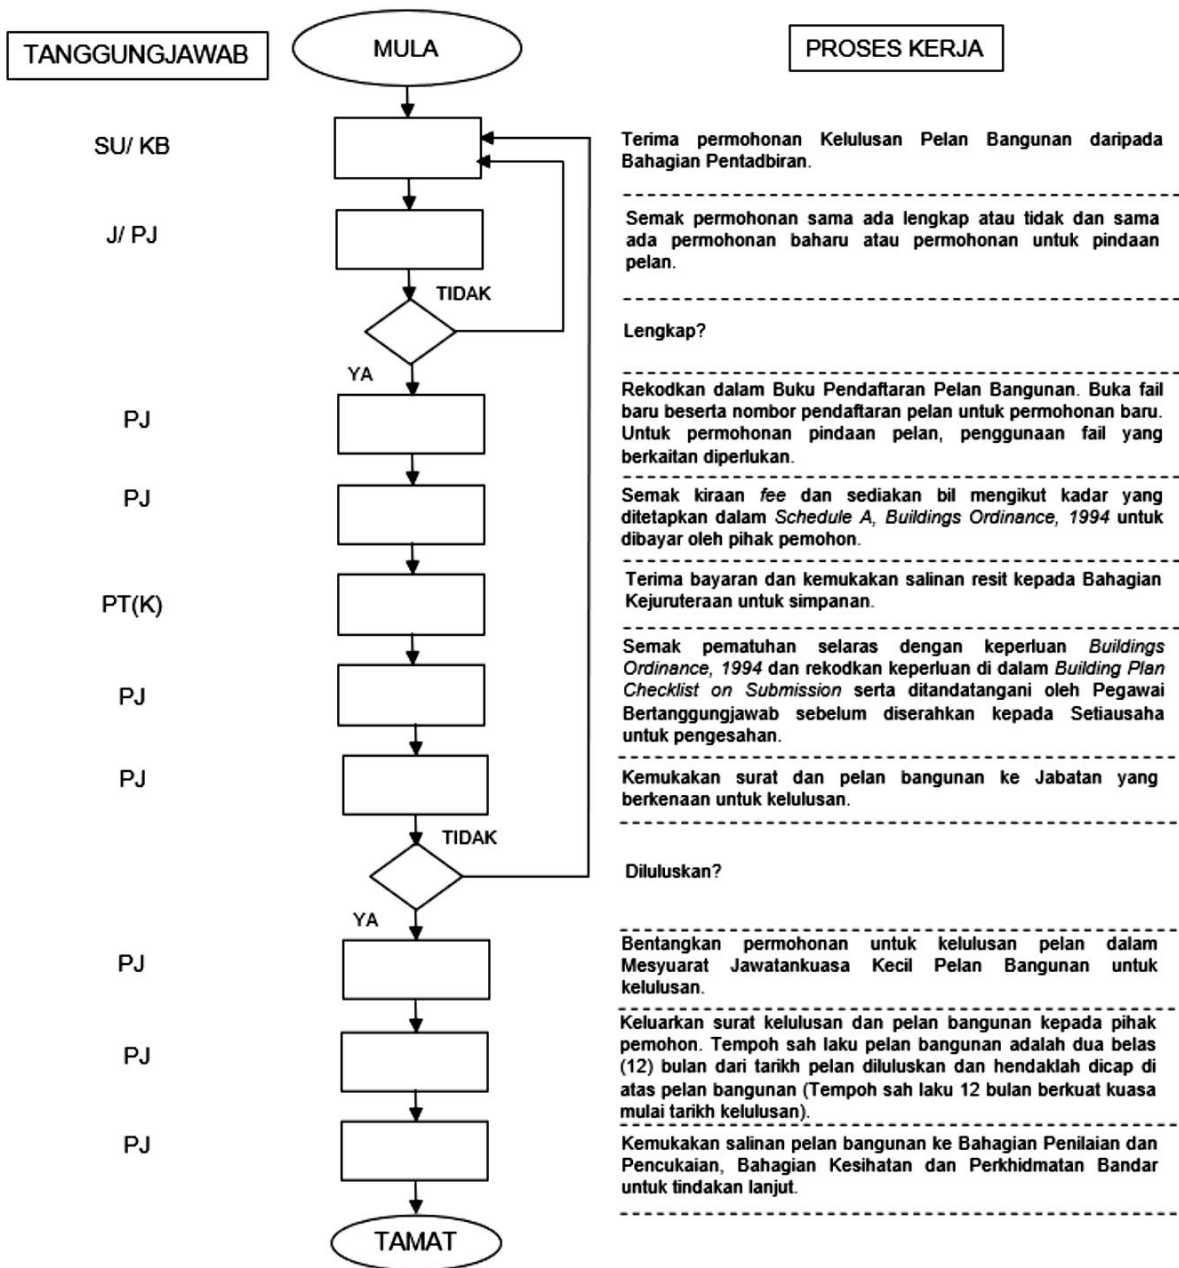 TANGGUNGJAWAB
MULA
PROSES KERJA
SU/ KB
Terima permohonan Kelulusan Pelan Bangunan daripada
Bahagian Pentadbiran.
J/ PJ
Semak permohonan sama ada lengkap atau tidak dan sama
ada permohonan baharu atau permohonan untuk pindaan
pelan.
TIDAK
Lengkap?
YA
PJ
Rekodkan dalam Buku Pendaftaran Pelan Bangunan. Buka fail
baru beserta nombor pendaftaran pelan untuk permohonan baru.
Untuk permohonan pindaan pelan, penggunaan fail yang
berkaitan diperlukan.
PJ
Semak kiraan fee dan sediakan bil mengikut kadar yang
ditetapkan dalam Schedule A, Buildings Ordinance, 1994 untuk
dibayar oleh pihak pemohon.
PT(K)
Terima bayaran dan kemukakan salinan resit kepada Bahagian
Kejuruteraan untuk simpanan.
PJ
Semak pematuhan selaras dengan keperluan Buildings
Ordinance, 1994 dan rekodkan keperluan di dalam Building Plan
Checklist on Submission serta ditandatangani oleh Pegawai
Bertanggungjawab sebelum diserahkan kepada Setiausaha
untuk pengesahan.
PJ
Kemukakan surat dan pelan bangunan ke Jabatan yang
berkenaan untuk kelulusan.
TIDAK
Diluluskan?
YA
PJ
Bentangkan permohonan untuk kelulusan pelan dalam
Mesyuarat Jawatankuasa Kecil Pelan Bangunan untuk
kelulusan.
PJ
Keluarkan surat kelulusan dan pelan bangunan kepada pihak
pemohon. Tempoh sah laku pelan bangunan adalah dua belas
(12) bulan dari tarikh pelan diluluskan dan hendaklah dicap di
atas pelan bangunan (Tempoh sah laku 12 bulan berkuat kuasa
mulai tarikh kelulusan).
PJ
Kemukakan salinan pelan bangunan ke Bahagian Penilaian dan
Pencukaian, Bahagian Kesihatan dan Perkhidmatan Bandar
untuk tindakan lanjut.
TAMAT